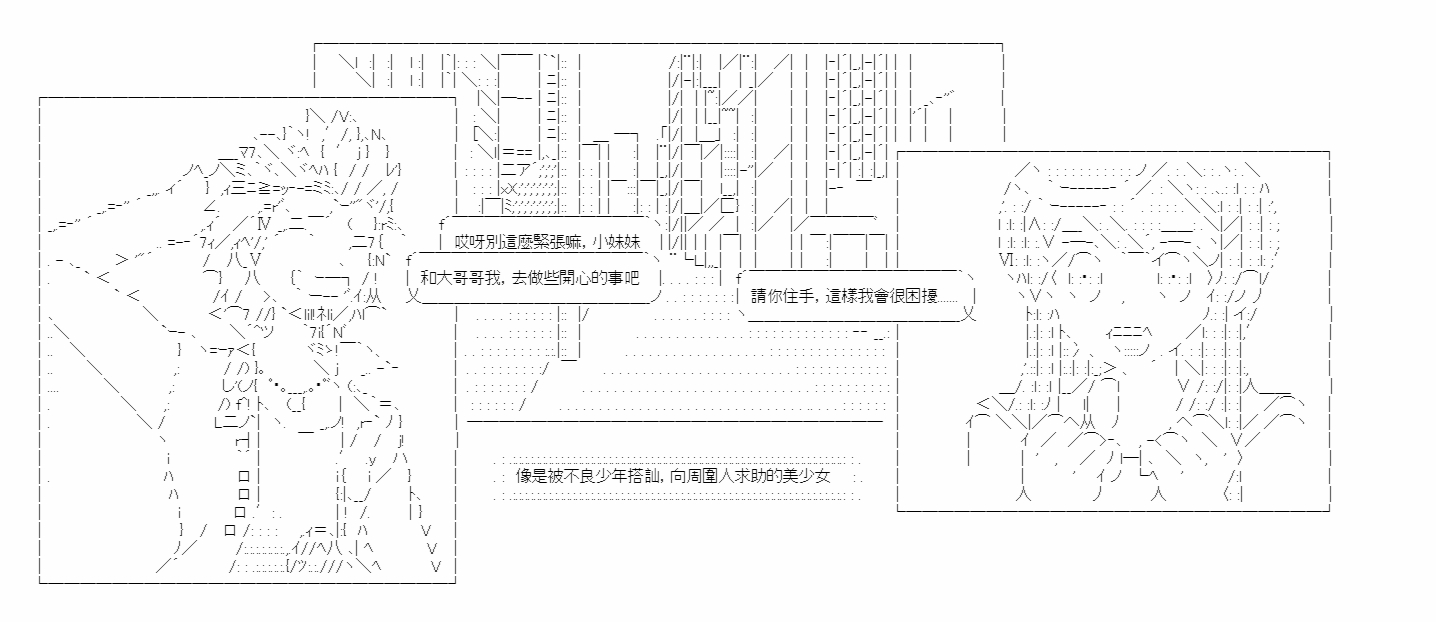 哎呀別這麼緊張嘛, 小妹妹
和大哥哥我, 去做些開心的事吧
請你住手, 這樣我會很困擾……
像是被不良少年搭訕, 向周圍人求助的美少女